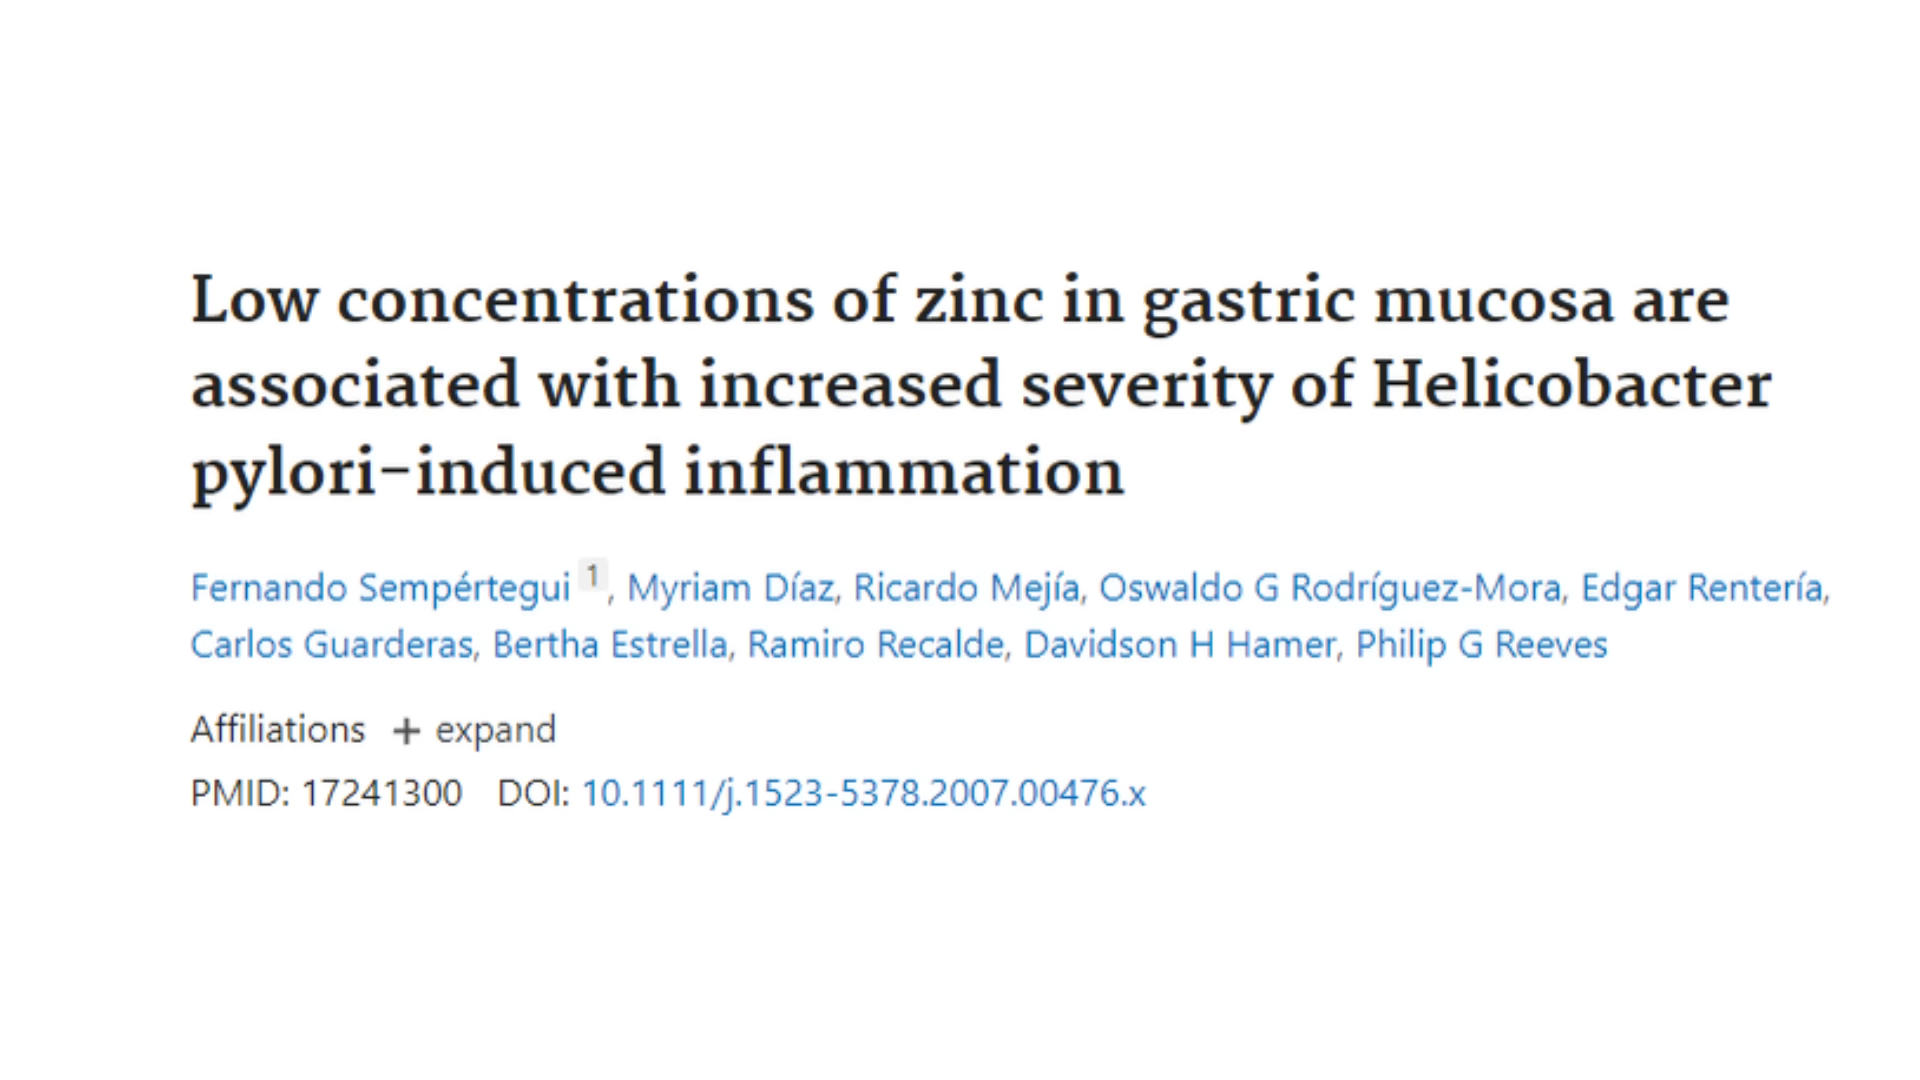 Low concentrations of zinc in gastric mucosa are
associated with increased severity of Helicobacter
pylori-induced inflammation
Fernando Sempértegui 1, Myriam Díaz, Ricardo Mejía, Oswaldo G Rodríguez-Mora, Edgar Rentería,
Carlos Guarderas, Bertha Estrella, Ramiro Recalde, Davidson H Hamer, Philip G Reeves
Affiliations + expand
PMID: 17241300 DOI: 10.1111/j.1523-5378.2007.00476.x